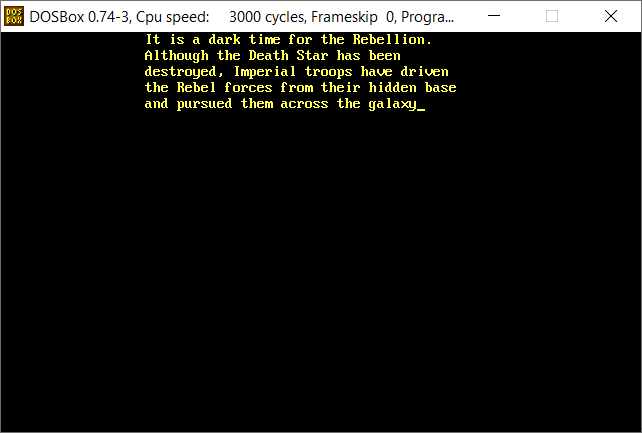 DOS BOX
DOSBox 0.74-3, Cpu speed: 3000 cycles, Frameskip 0, Progra...
It is a dark time for the Rebellion.
Although the Death Star has been
destroyed, Imperial troops have driven
the Rebel forces from their hidden base
and pursued them across the galaxy_